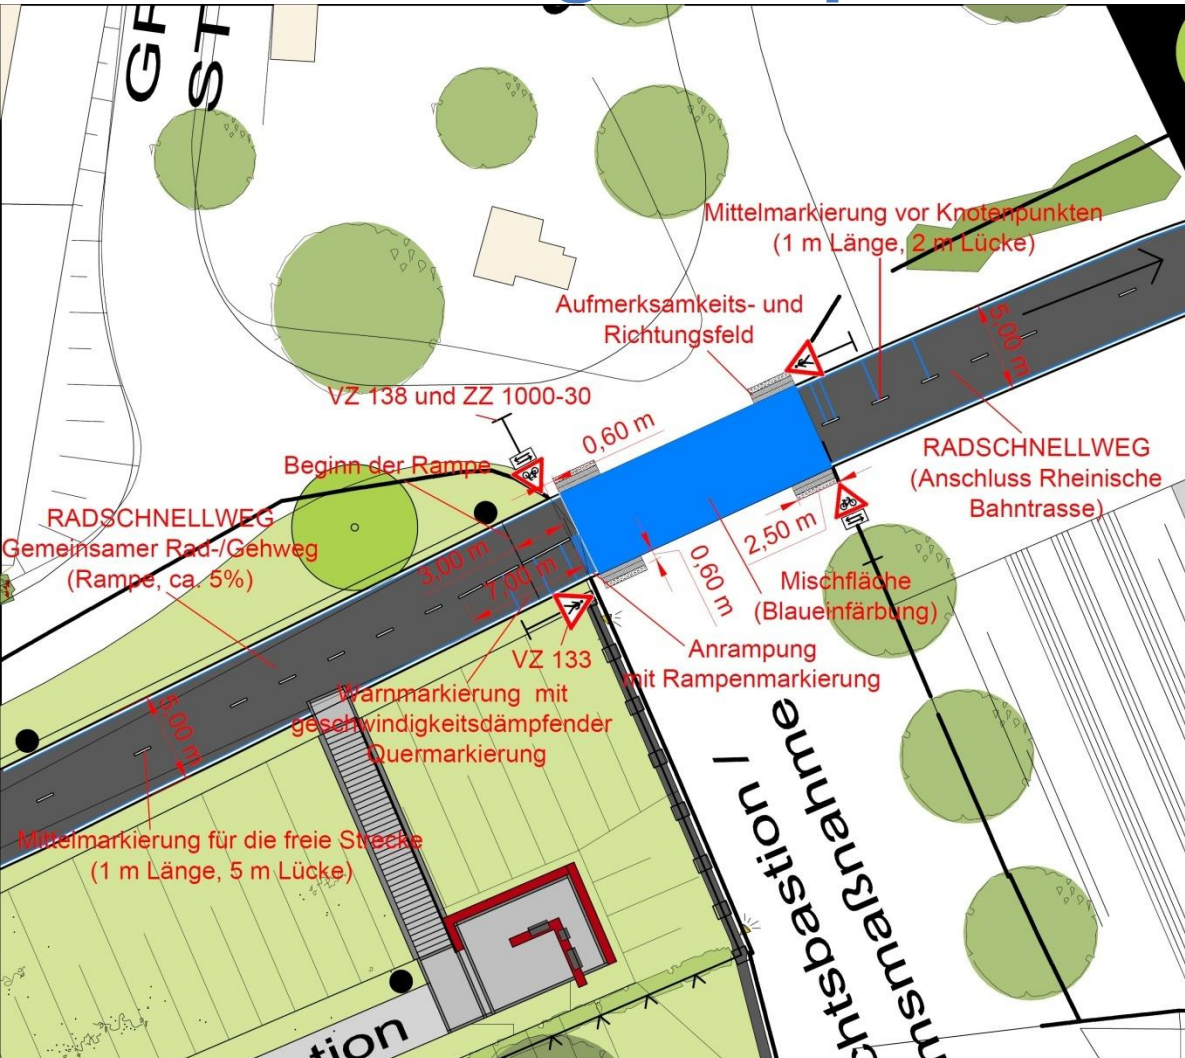 GR
ST
Mittelmarkierung vor Knotenpunkten
(1 m Länge, 2 m Lücke)
Aufmerksamkeits- und
Richtungsfeld
5,00 m
VZ 138 und ZZ 1000-30
0,60 m
Beginn der Rampe
RADSCHNELLWEG
(Anschluss Rheinische
Bahntrasse)
RADSCHNELLWEG
Gemeinsamer Rad-/Gehweg
(Rampe, ca. 5%)
3,00 m
7,00 m
2,50 m
0,60 m
Mischfläche
(Blaueinfärbung)
VZ 133
Anrampung
mit Rampenmarkierung
Warnmarkierung mit
geschwindigkeitsdämpfender
Quermarkierung
5,00 m
Mittelmarkierung für die freie Strecke
(1 m Länge, 5 m Lücke)
chtsbastion /
nsmaßnahme
tion